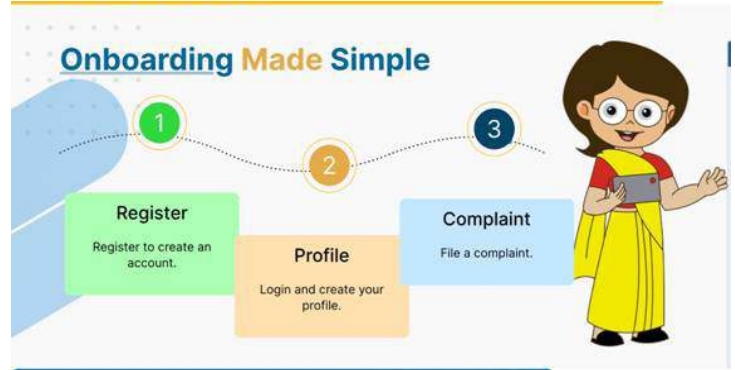 Onboarding Made Simple
1
2
3
Register
Register to create an
account.
Profile
Login and create your
profile.
Complaint
File a complaint.